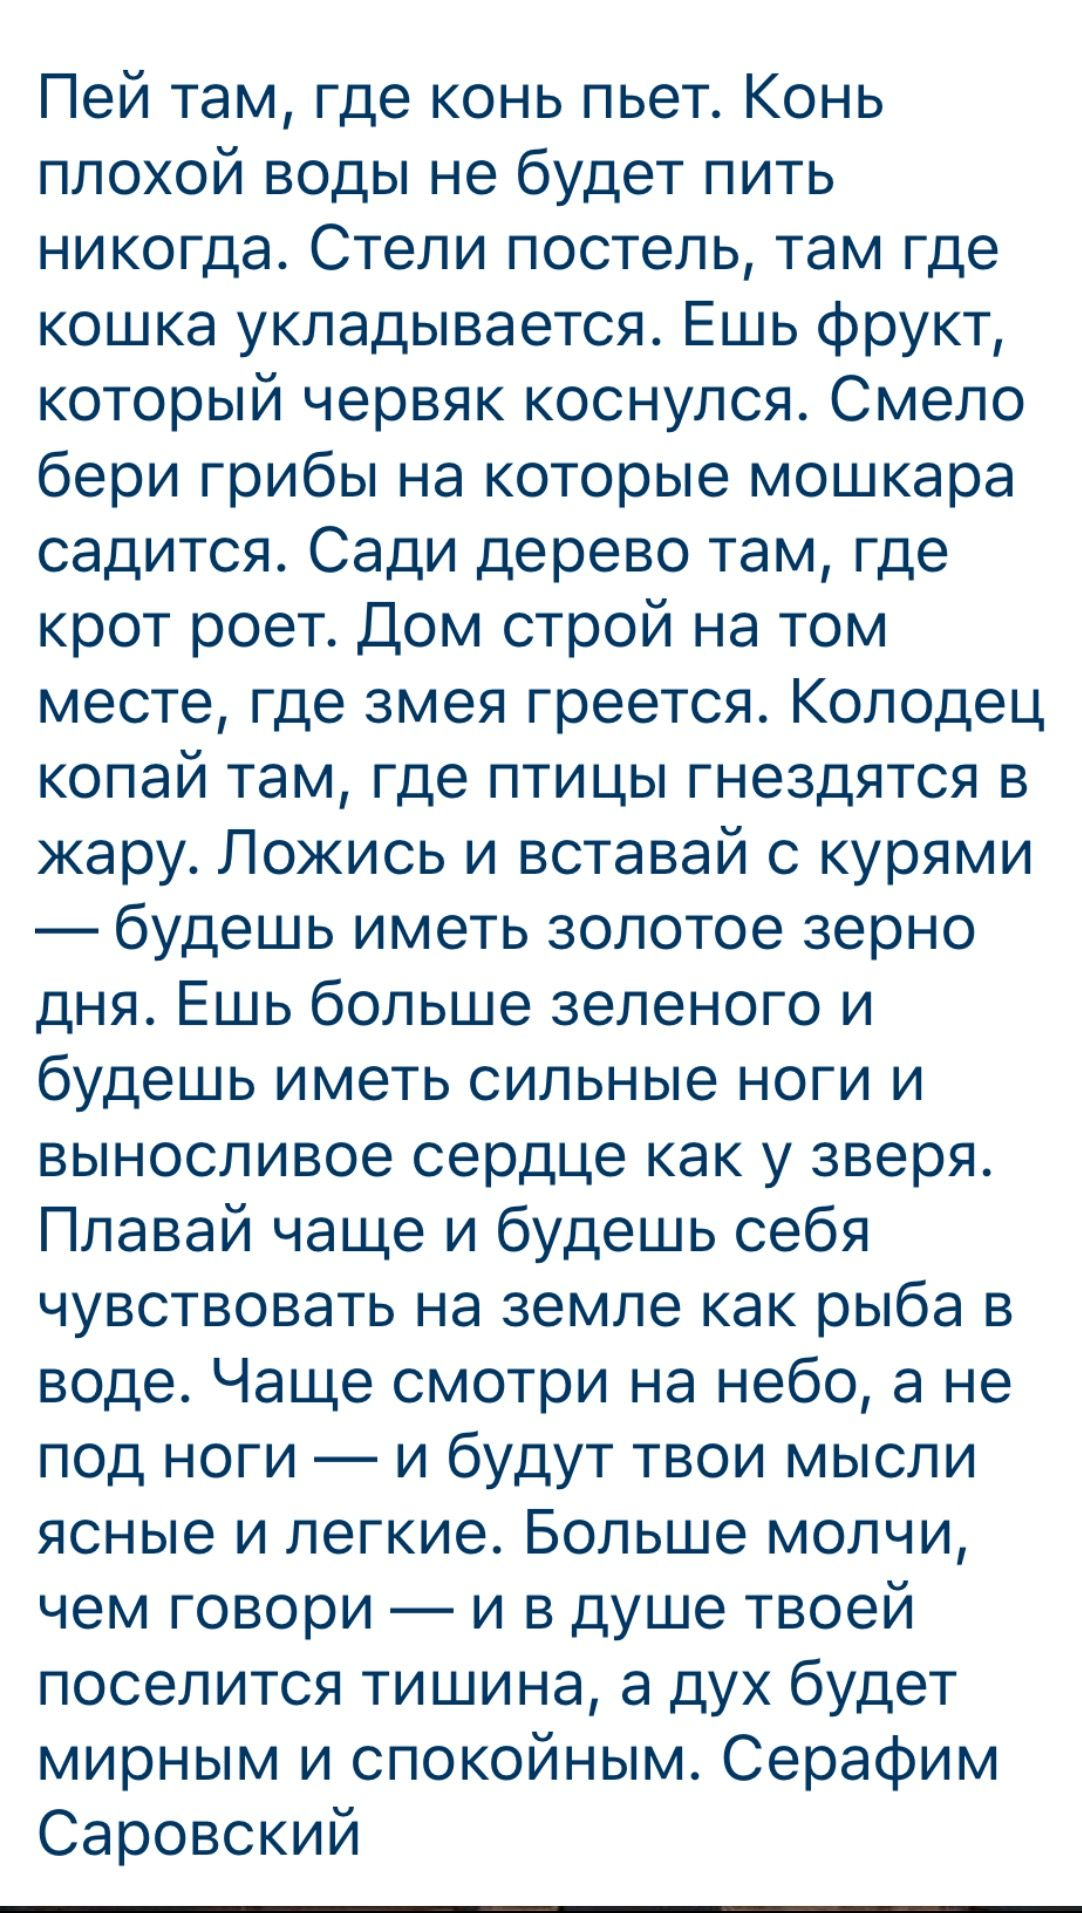 Пей там, где конь пьет. Конь
плохой воды не будет пить
никогда. Стели постель, там где
кошка укладывается. Ешь фрукт,
который червяк коснулся. Смело
бери грибы на которые мошкара
садится. Сади дерево там, где
крот роет. Дом строй на том
месте, где змея греется. Колодец
копай там, где птицы гнездятся в
жару. Ложись и вставай с курями
— будешь иметь золотое зерно
дня. Ешь больше зеленого и
будешь иметь сильные ноги и
выносливое сердце как у зверя.
Плавай чаще и будешь себя
чувствовать на земле как рыба в
воде. Чаще смотри на небо, а не
под ноги — и будут твои мысли
ясные и легкие. Больше молчи,
чем говори — и в душе твоей
поселится тишина, а дух будет
мирным и спокойным. Серафим
Саровский